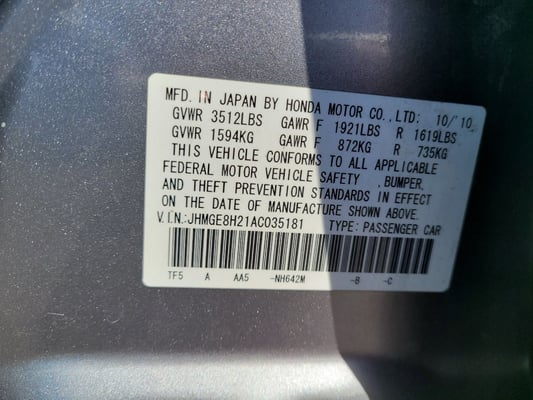 MFD. IN JAPAN BY HONDA MOTOR CO., LTD: 10/'10
GVWR 3512LBS GAWR F 1921LBS R 1619LBS
GVWR 1594KG GAWR F 872KG R 735KG
THIS VEHICLE CONFORMS TO ALL APPLICABLE
FEDERAL MOTOR VEHICLE SAFETY , BUMPER,
AND THEFT PREVENTION STANDARDS IN EFFECT
ON THE DATE OF MANUFACTURE SHOWN ABOVE.
V.I.N.:JHMGE8H21AC035181 TYPE: PASSENGER CAR
TF5 A AA5 -NH642M -B -C